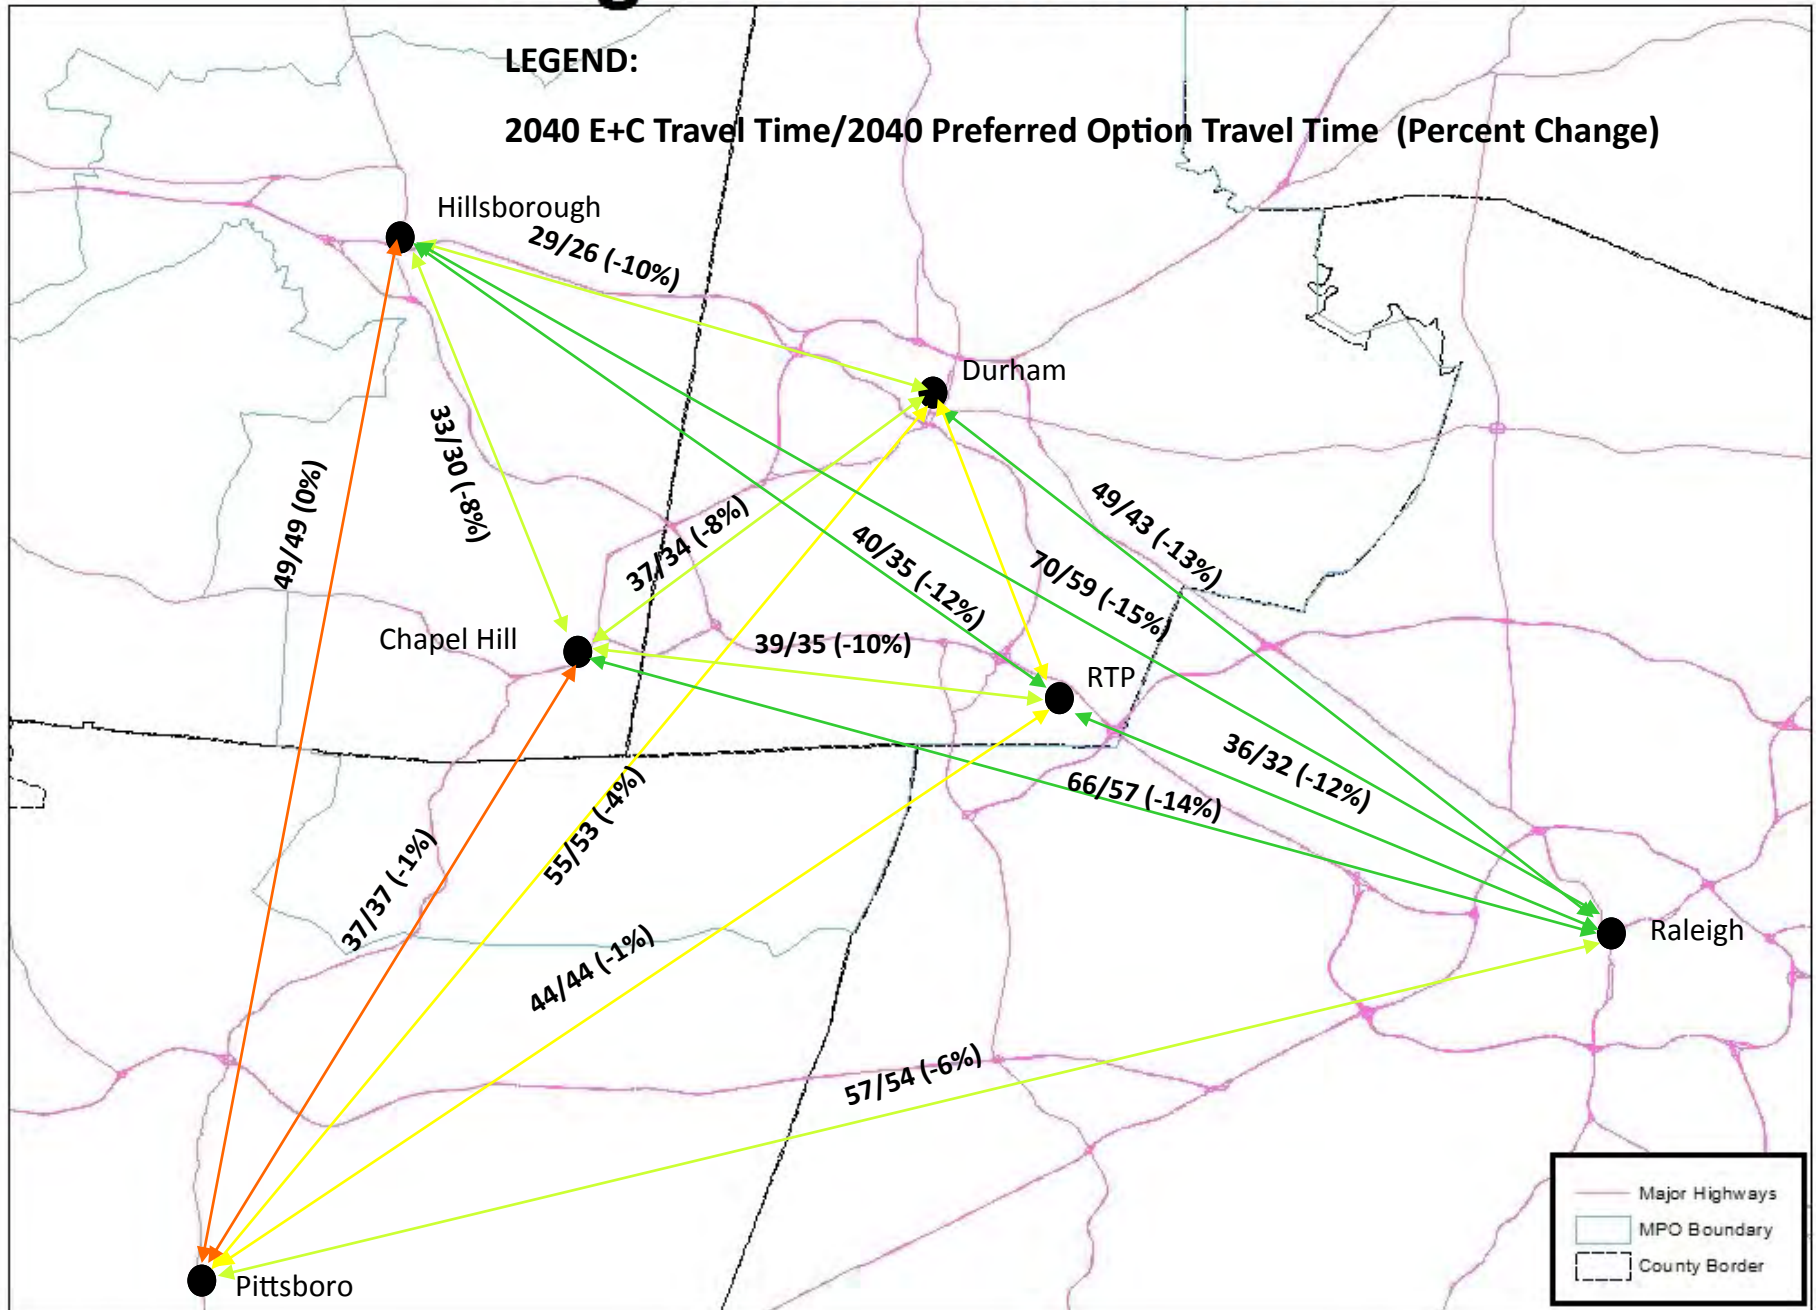 LEGEND:
2040 E+C Travel Time/2040 Preferred Option Travel Time (Percent Change)
Hillsborough
29/26 (-10%)
Durham
33/30 (-8%)
49/49 (0%)
37/34 (-8%)
40/35 (-12%)
70/59 (-15%)
49/43 (-13%)
Chapel Hill
39/35 (-10%)
RTP
36/32 (-12%)
66/57 (-14%)
55/53 (-4%)
37/37 (-1%)
44/44 (-1%)
Raleigh
57/54 (-6%)
Pittsboro
Major Highways
MPO Boundary
County Border